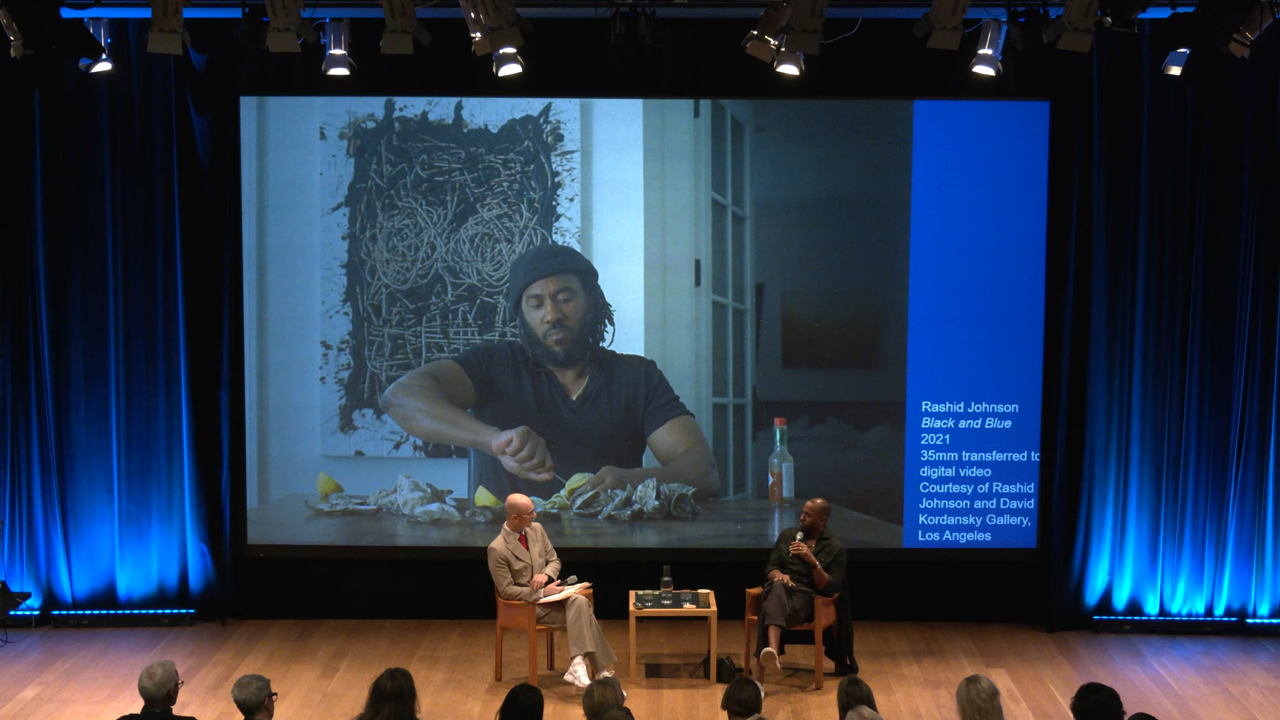 Rashid Johnson
Black and Blue
2021
35mm transferred to
digital video
Courtesy of Rashid
Johnson and David
Kordansky Gallery,
Los Angeles